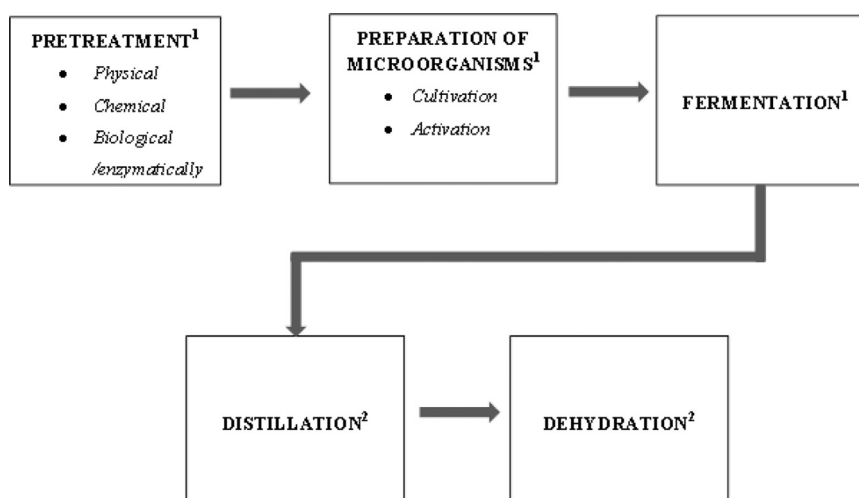 PRETREATMENT¹
• Physical
• Chemical
• Biological
/enzymatically
PREPARATION OF
MICROORGANISMS¹
• Cultivation
• Activation
FERMENTATION¹
DISTILLATION²
DEHYDRATION²